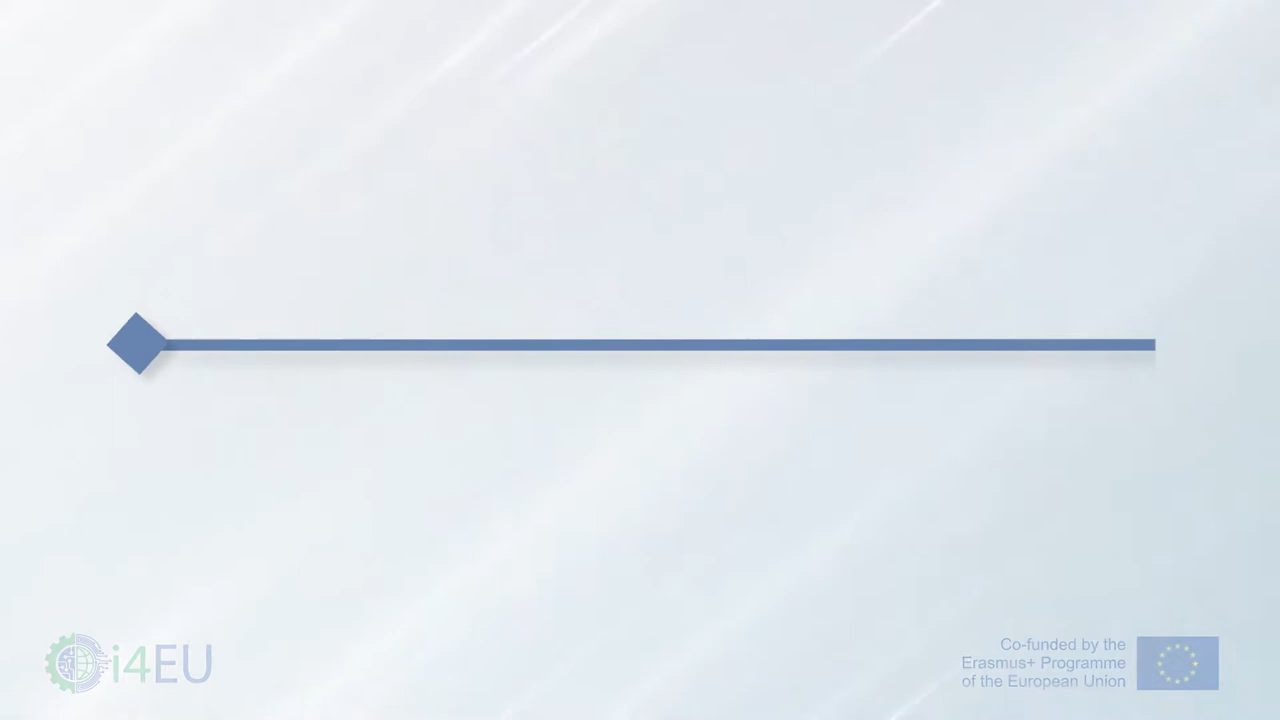 i4EU
Co-funded by the
Erasmus+ Programme
of the European Union